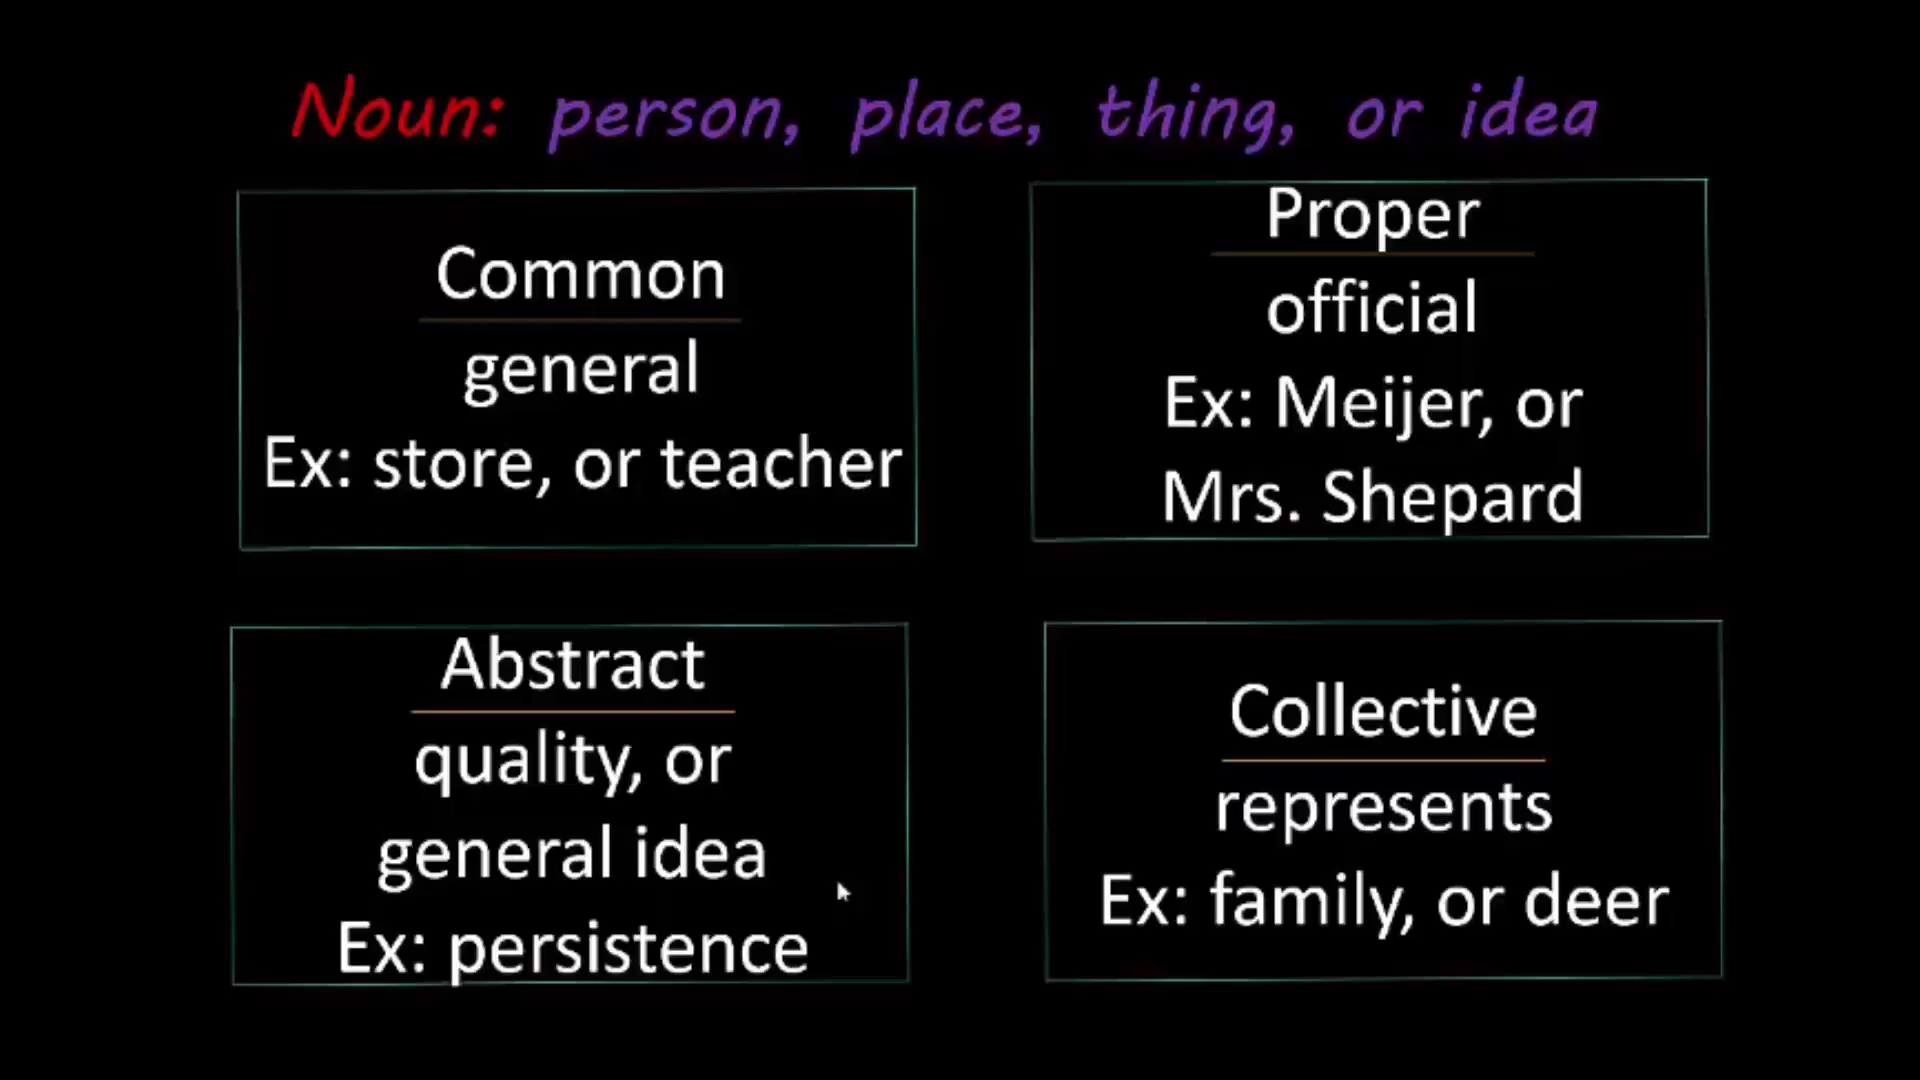 Noun: person, place, thing, or idea
Common
general
Ex: store, or teacher
Proper
official
Ex: Meijer, or
Mrs. Shepard
Abstract
quality, or
general idea
Ex: persistence
Collective
represents
Ex: family, or deer